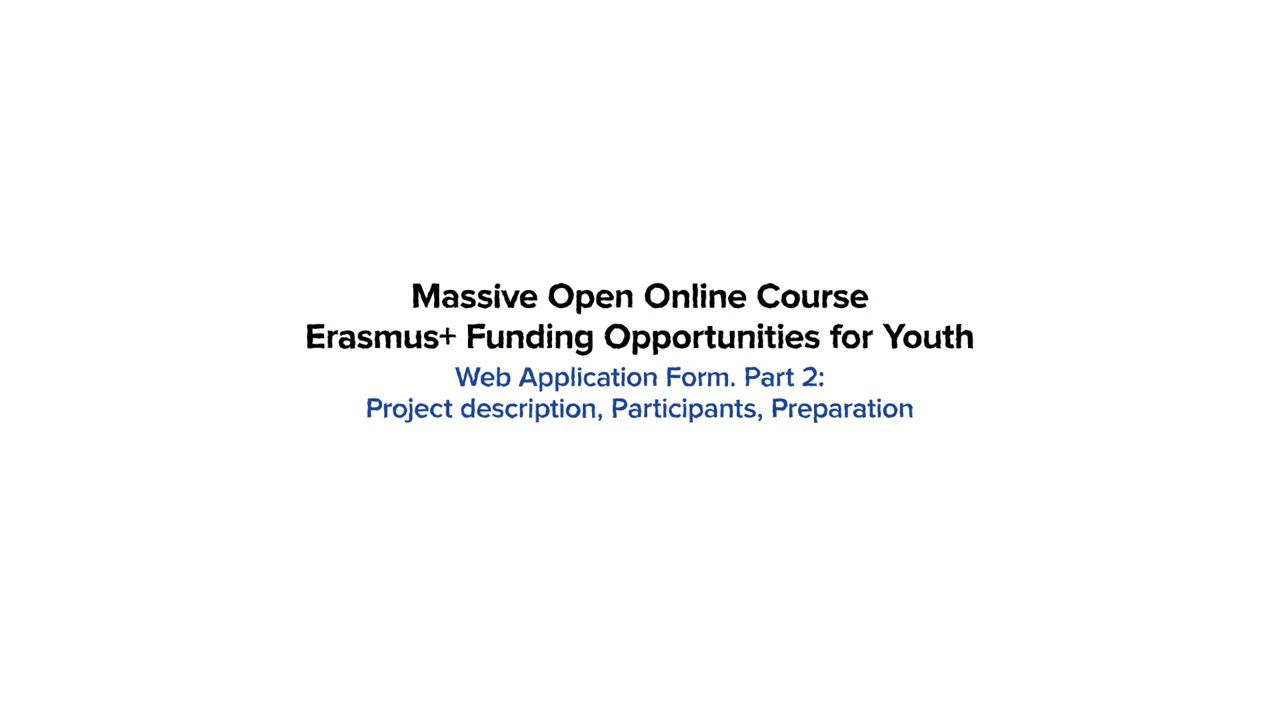 Massive Open Online Course
Erasmus+ Funding Opportunities for Youth
Web Application Form. Part 2:
Project description, Participants, Preparation